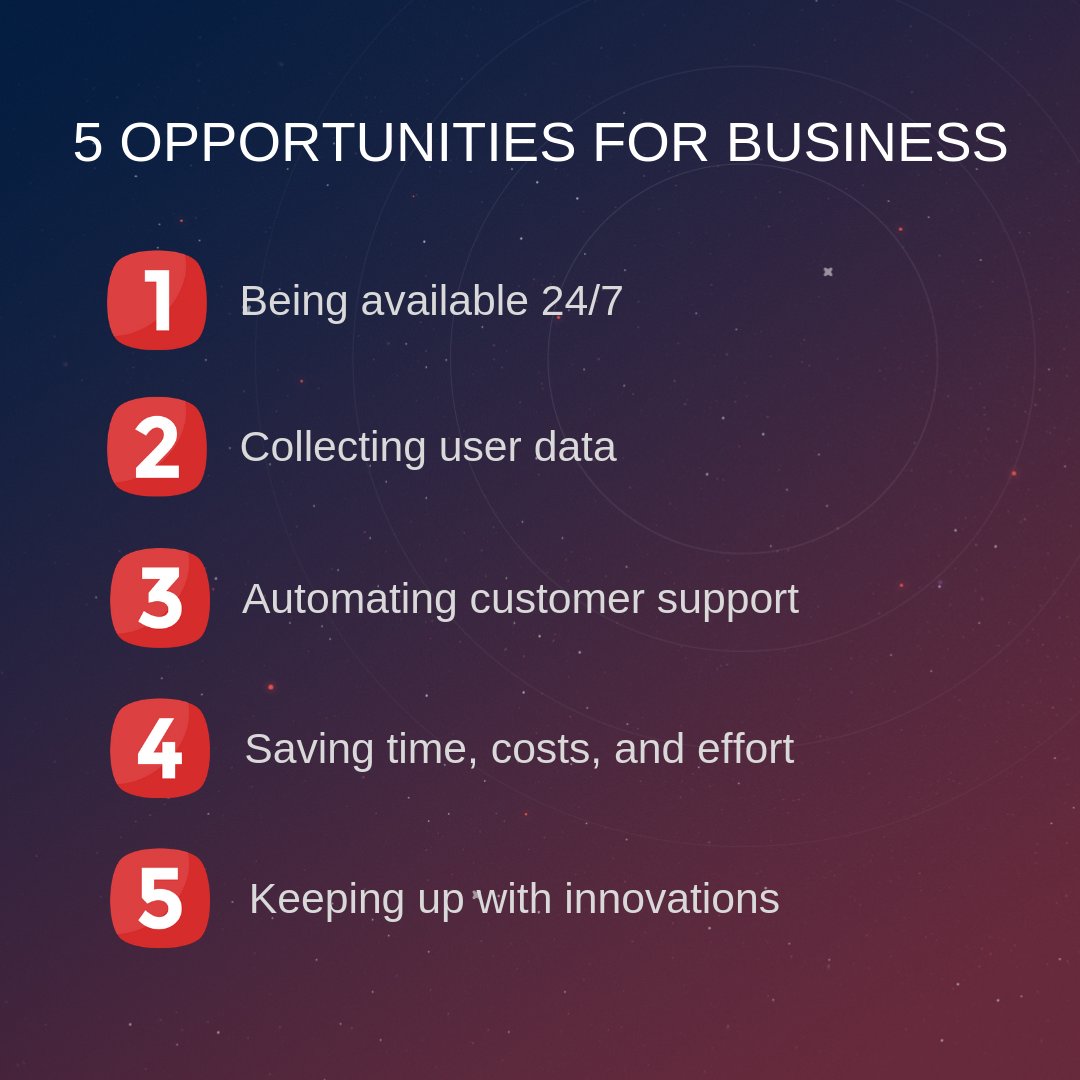 5 OPPORTUNITIES FOR BUSINESS
1 Being available 24/7
2 Collecting user data
3 Automating customer support
4 Saving time, costs, and effort
5 Keeping up with innovations